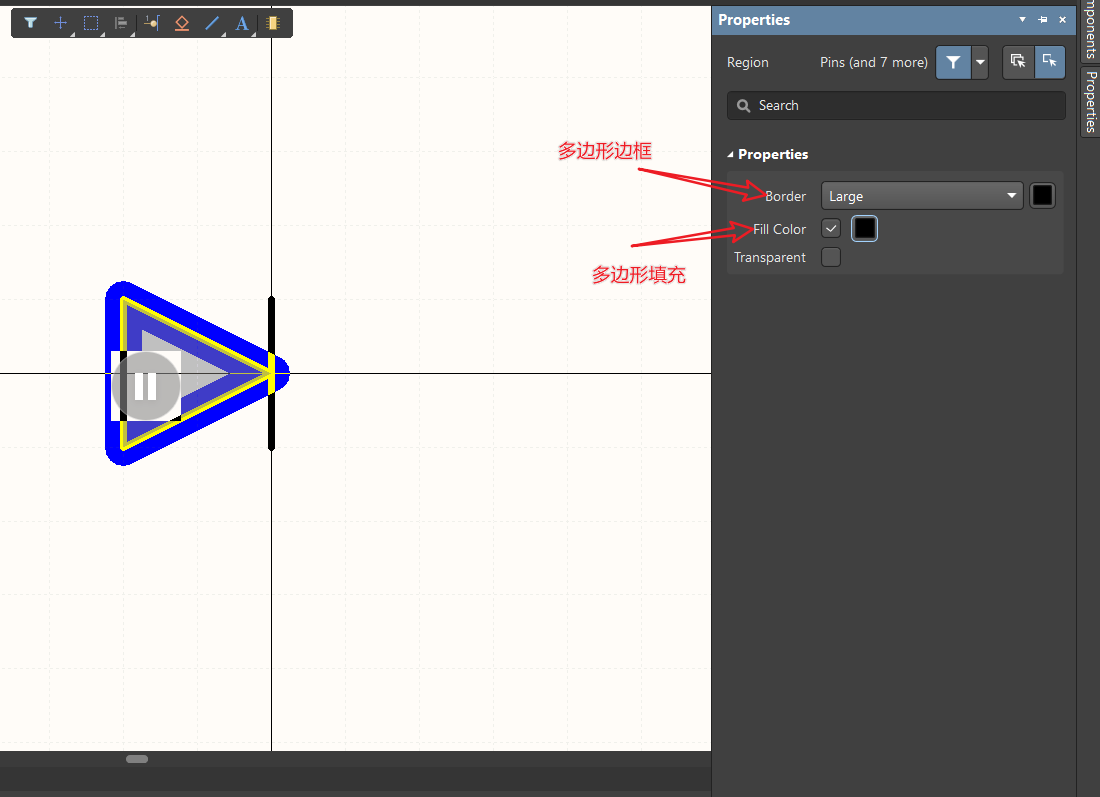 A
Properties
Region
Pins (and 7 more)
Search
Properties
多边形边框
Border
Large
Fill Color
多边形填充
Transparent
mponents
Properties